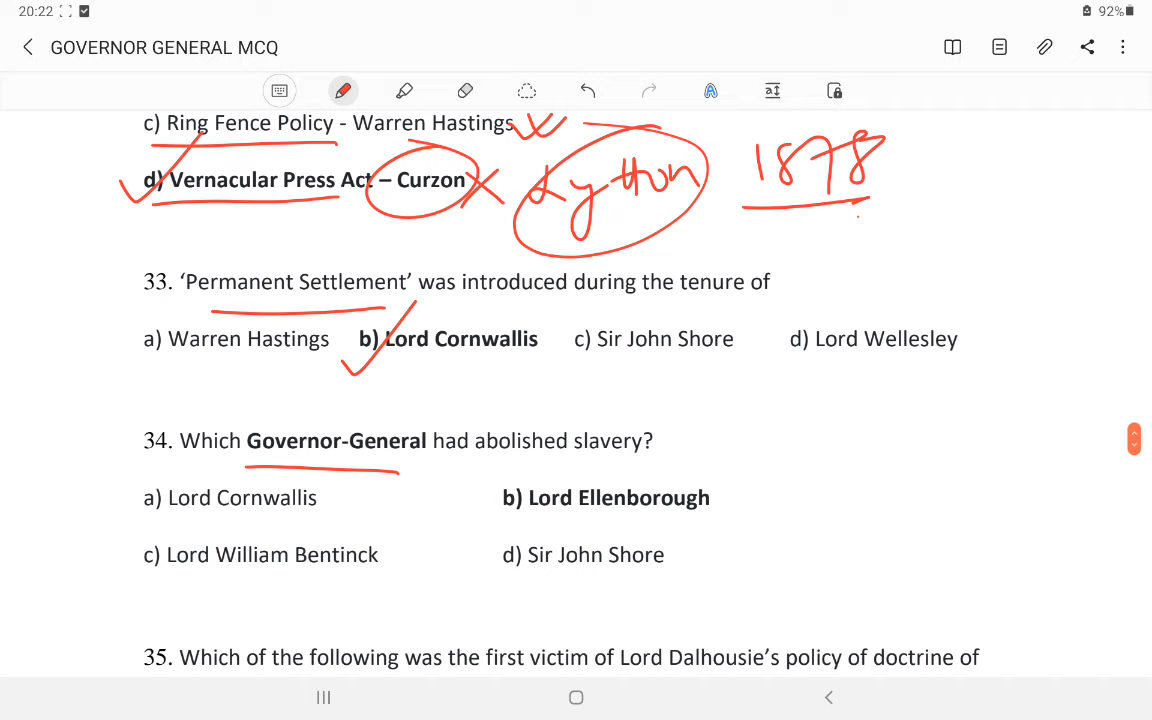 20:22 92%
GOVERNOR GENERAL MCQ
c) Ring Fence Policy - Warren Hastings
d) Vernacular Press Act – Curzon Lython 1878
33. ‘Permanent Settlement’ was introduced during the tenure of
a) Warren Hastings b) Lord Cornwallis c) Sir John Shore d) Lord Wellesley
34. Which Governor-General had abolished slavery?
a) Lord Cornwallis b) Lord Ellenborough
c) Lord William Bentinck d) Sir John Shore
35. Which of the following was the first victim of Lord Dalhousie’s policy of doctrine of